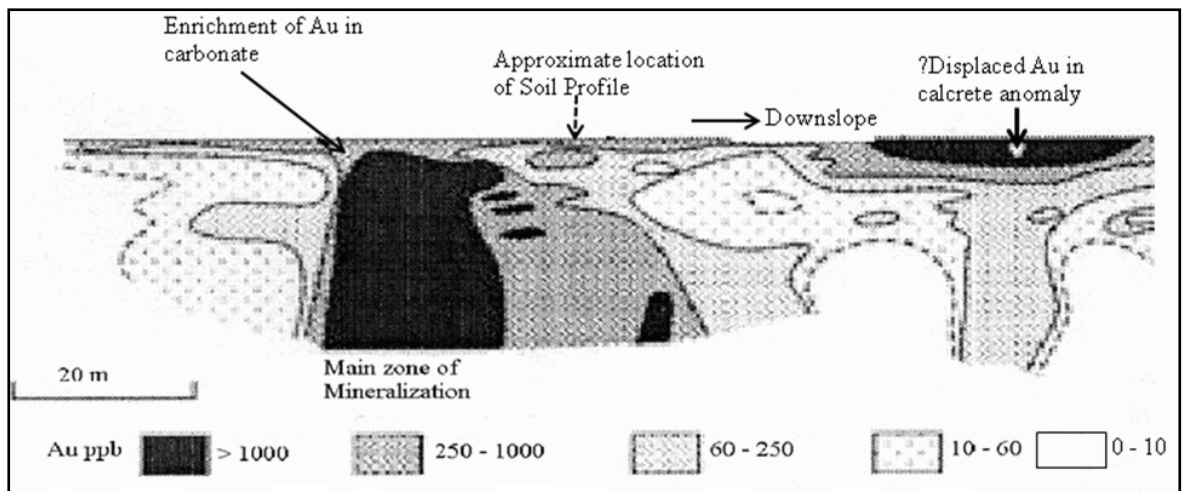 Enrichment of Au in
carbonate
Approximate location
of Soil Profile
?Displaced Au in
calcrete anomaly
Downslope
Main zone of
Mineralization
20 m
Au ppb
> 1000
250 - 1000
60 - 250
10 - 60
0 - 10